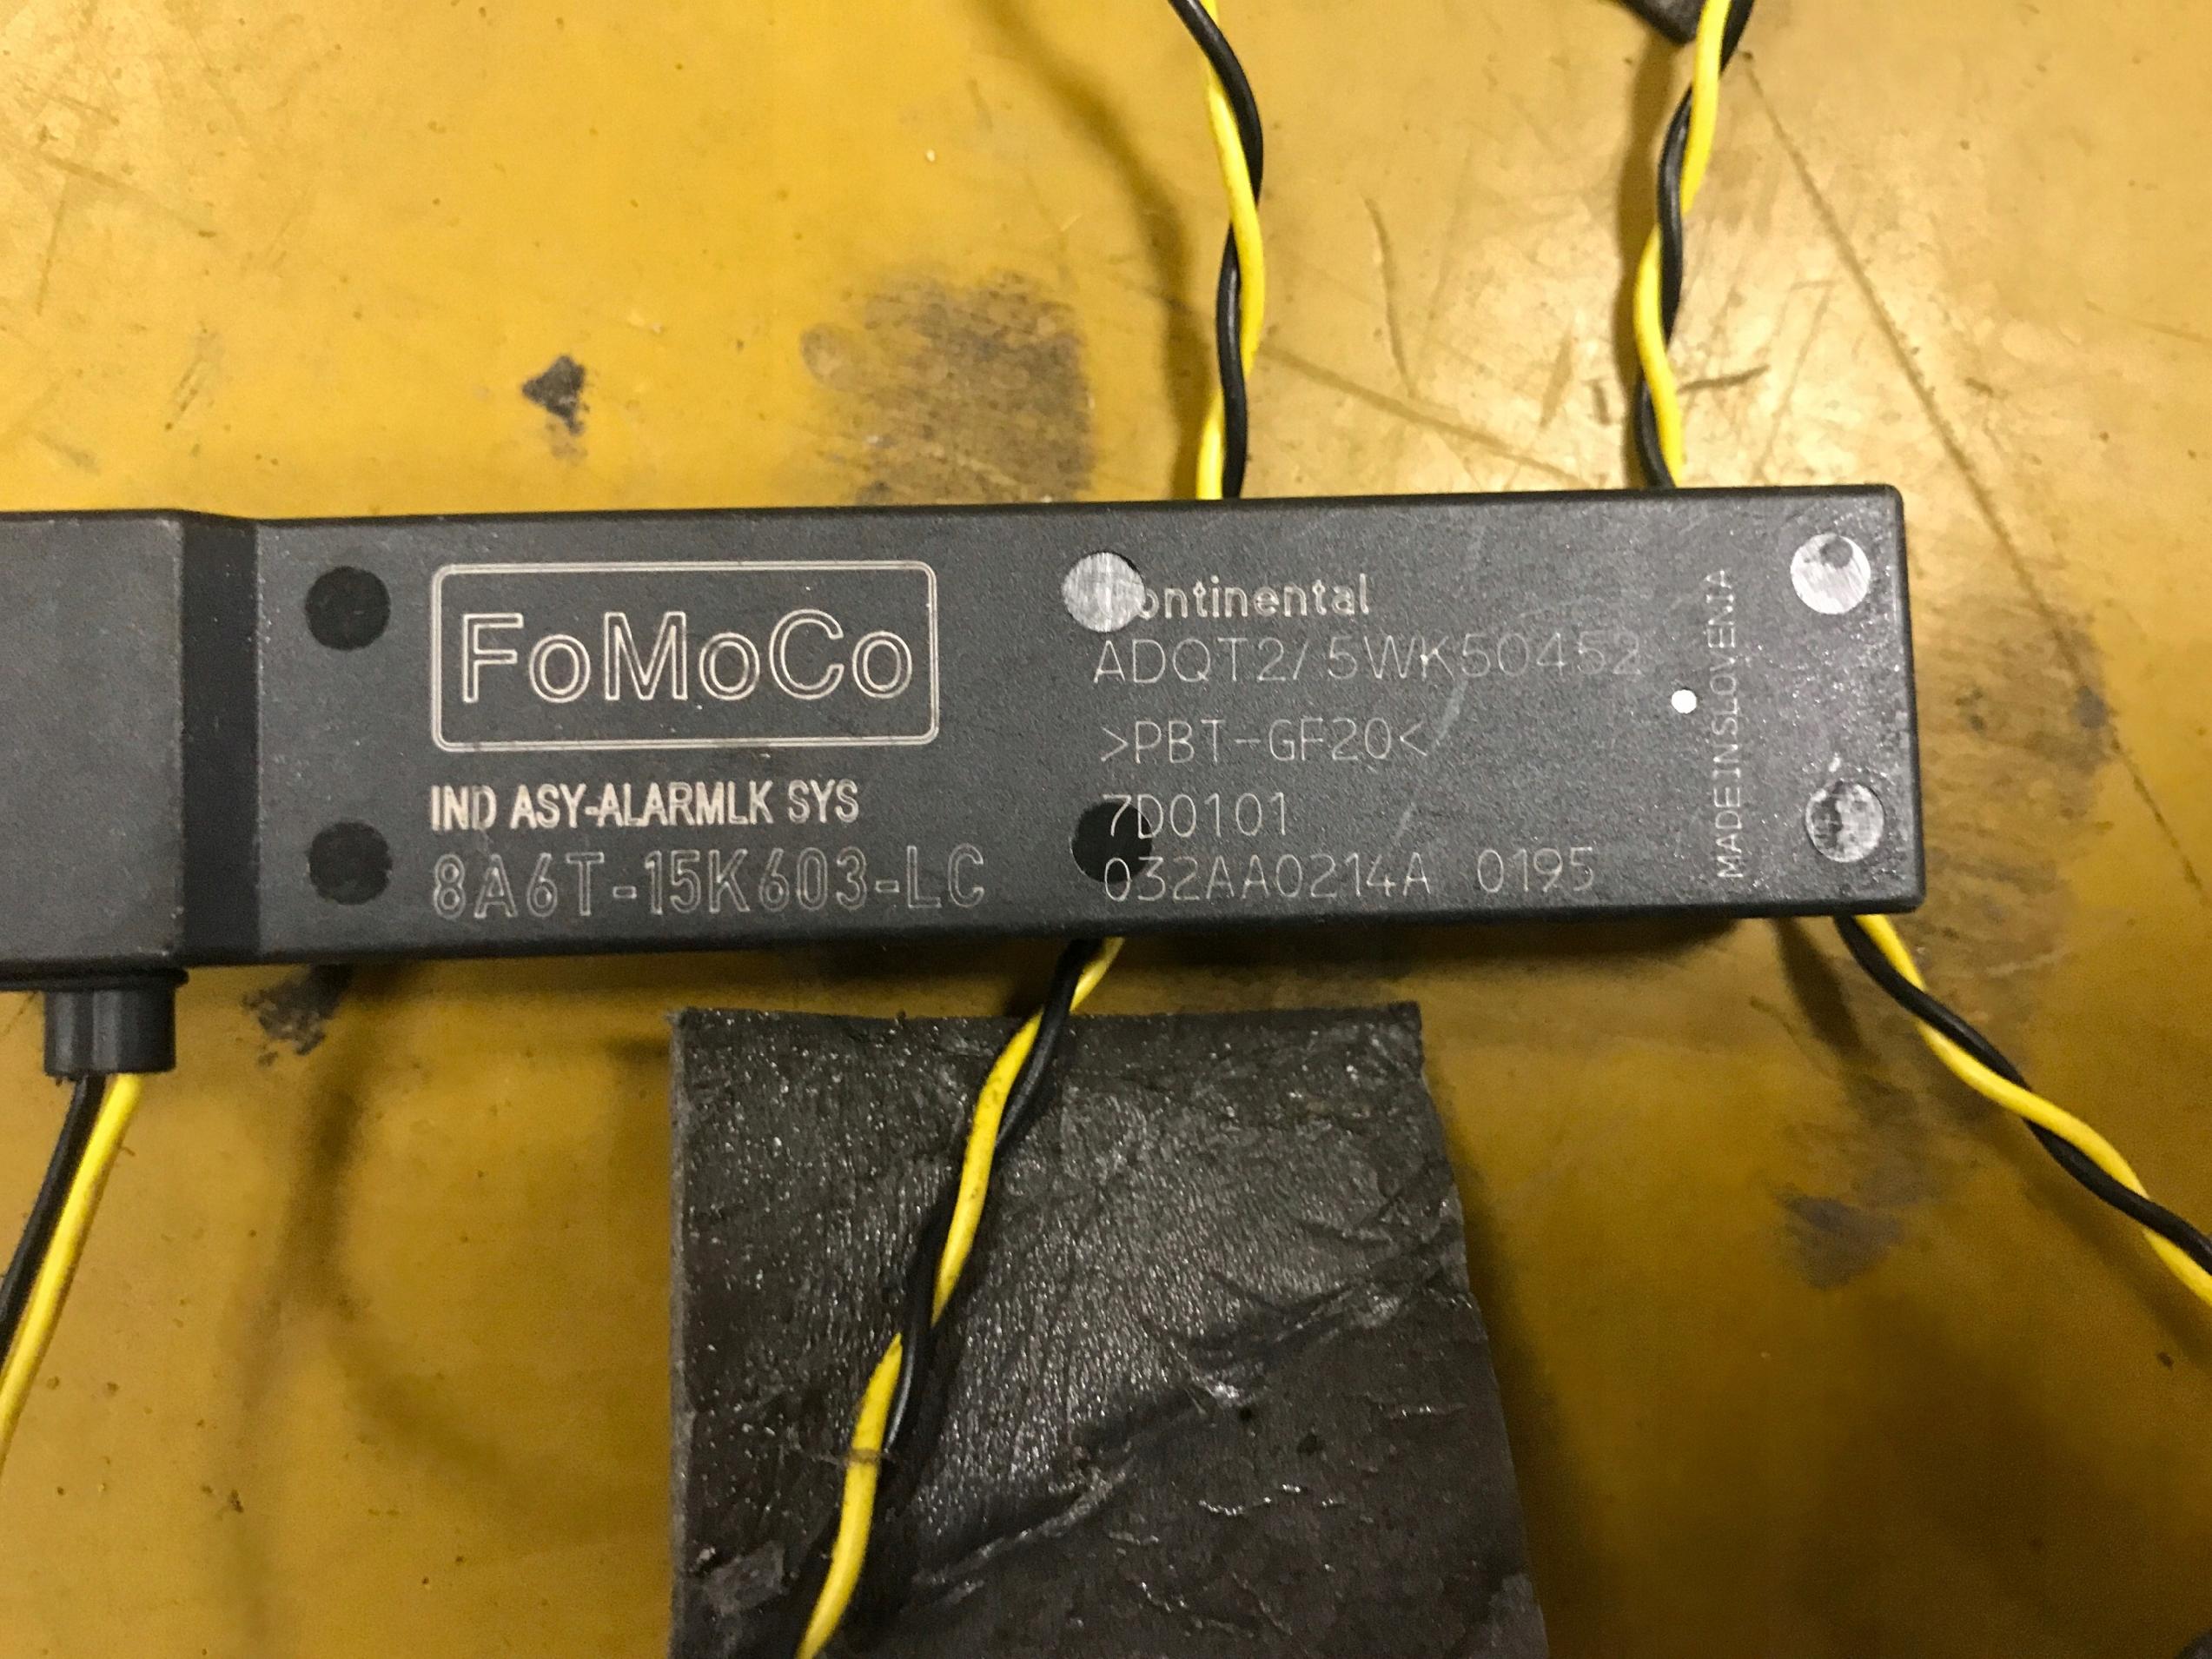 FoMoCo
IND ASY-ALARMLK SYS
8A6T-15K603-LC
Continental
ADQT2/5WK50452
>PBT-GF20<
7D0101
032AA0214A 0195
MADEINSLOVENIA